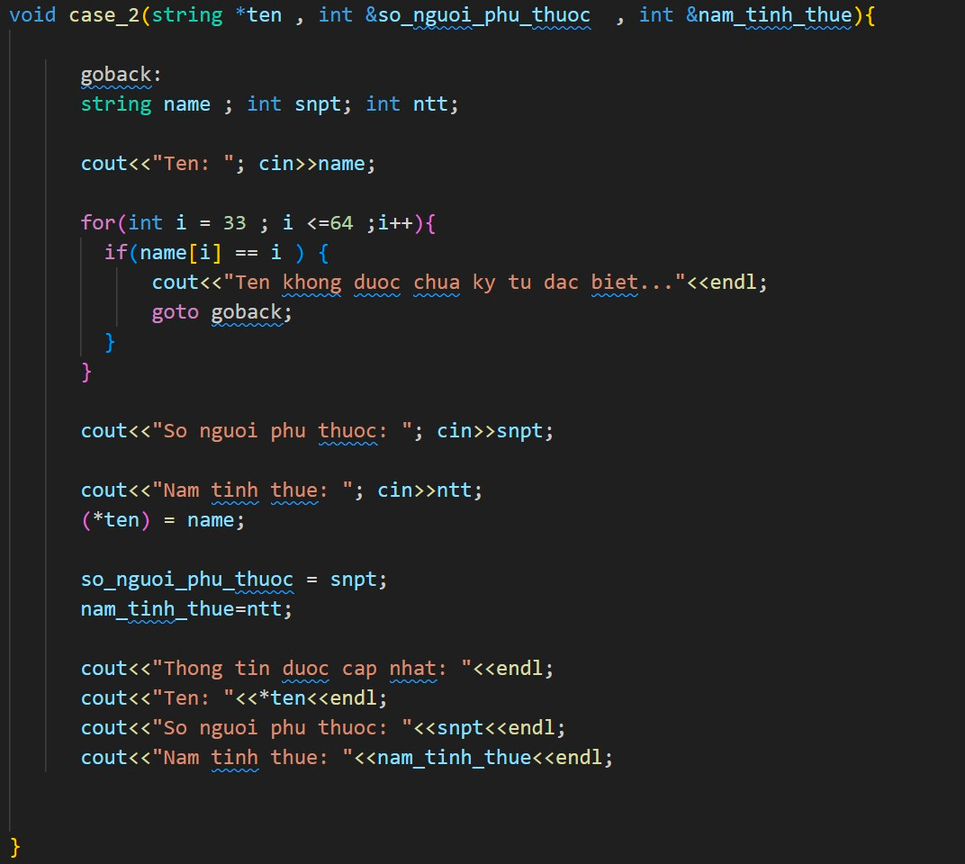 void case_2(string *ten , int &so_nguoi_phu_thuoc  , int &nam_tinh_thue){
goback:
string name ; int snpt; int ntt;
cout<<"Ten: "; cin>>name;
for(int i = 33 ; i <=64 ;i++){
if(name[i] == i ) {
cout<<"Ten khong duoc chua ky tu dac biet..."<<endl;
goto goback;
}
}
cout<<"So nguoi phu thuoc: "; cin>>snpt;
cout<<"Nam tinh thue: "; cin>>ntt;
(*ten) = name;
so_nguoi_phu_thuoc = snpt;
nam_tinh_thue=ntt;
cout<<"Thong tin duoc cap nhat: "<<endl;
cout<<"Ten: "<<*ten<<endl;
cout<<"So nguoi phu thuoc: "<<snpt<<endl;
cout<<"Nam tinh thue: "<<nam_tinh_thue<<endl;
}